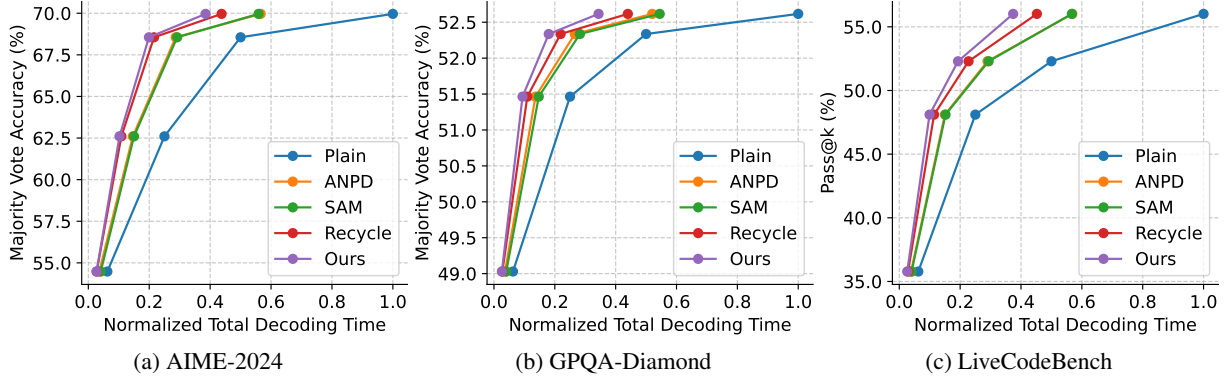 70.0
67.5
65.0
62.5
60.0
57.5
55.0
Majority Vote Accuracy (%)
0.0 0.2 0.4 0.6 0.8 1.0
Normalized Total Decoding Time
Plain
ANPD
SAM
Recycle
Ours
(a) AIME-2024
52.5
52.0
51.5
51.0
50.5
50.0
49.5
49.0
Majority Vote Accuracy (%)
0.0 0.2 0.4 0.6 0.8 1.0
Normalized Total Decoding Time
Plain
ANPD
SAM
Recycle
Ours
(b) GPQA-Diamond
55.0
50.0
45.0
40.0
35.0
Pass@k (%)
0.0 0.2 0.4 0.6 0.8 1.0
Normalized Total Decoding Time
Plain
ANPD
SAM
Recycle
Ours
(c) LiveCodeBench